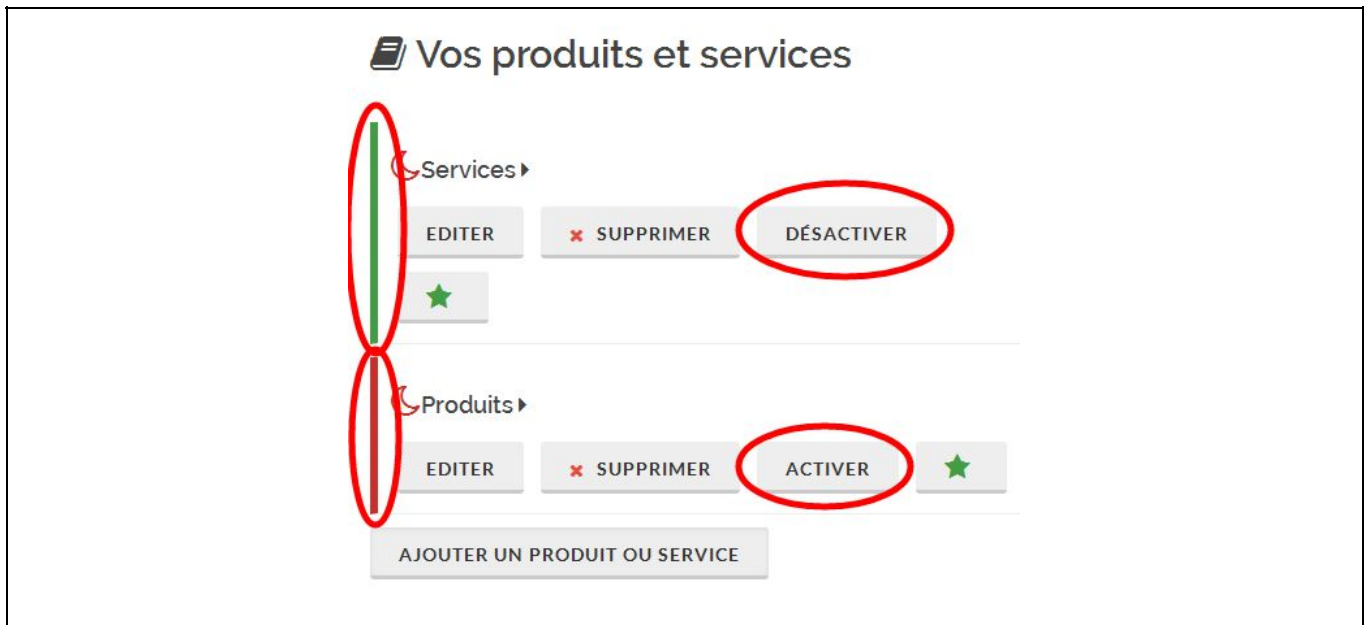 Vos produits et services
Services
EDITER SUPPRIMER DÉSACTIVER
Produits
EDITER SUPPRIMER ACTIVER
AJOUTER UN PRODUIT OU SERVICE